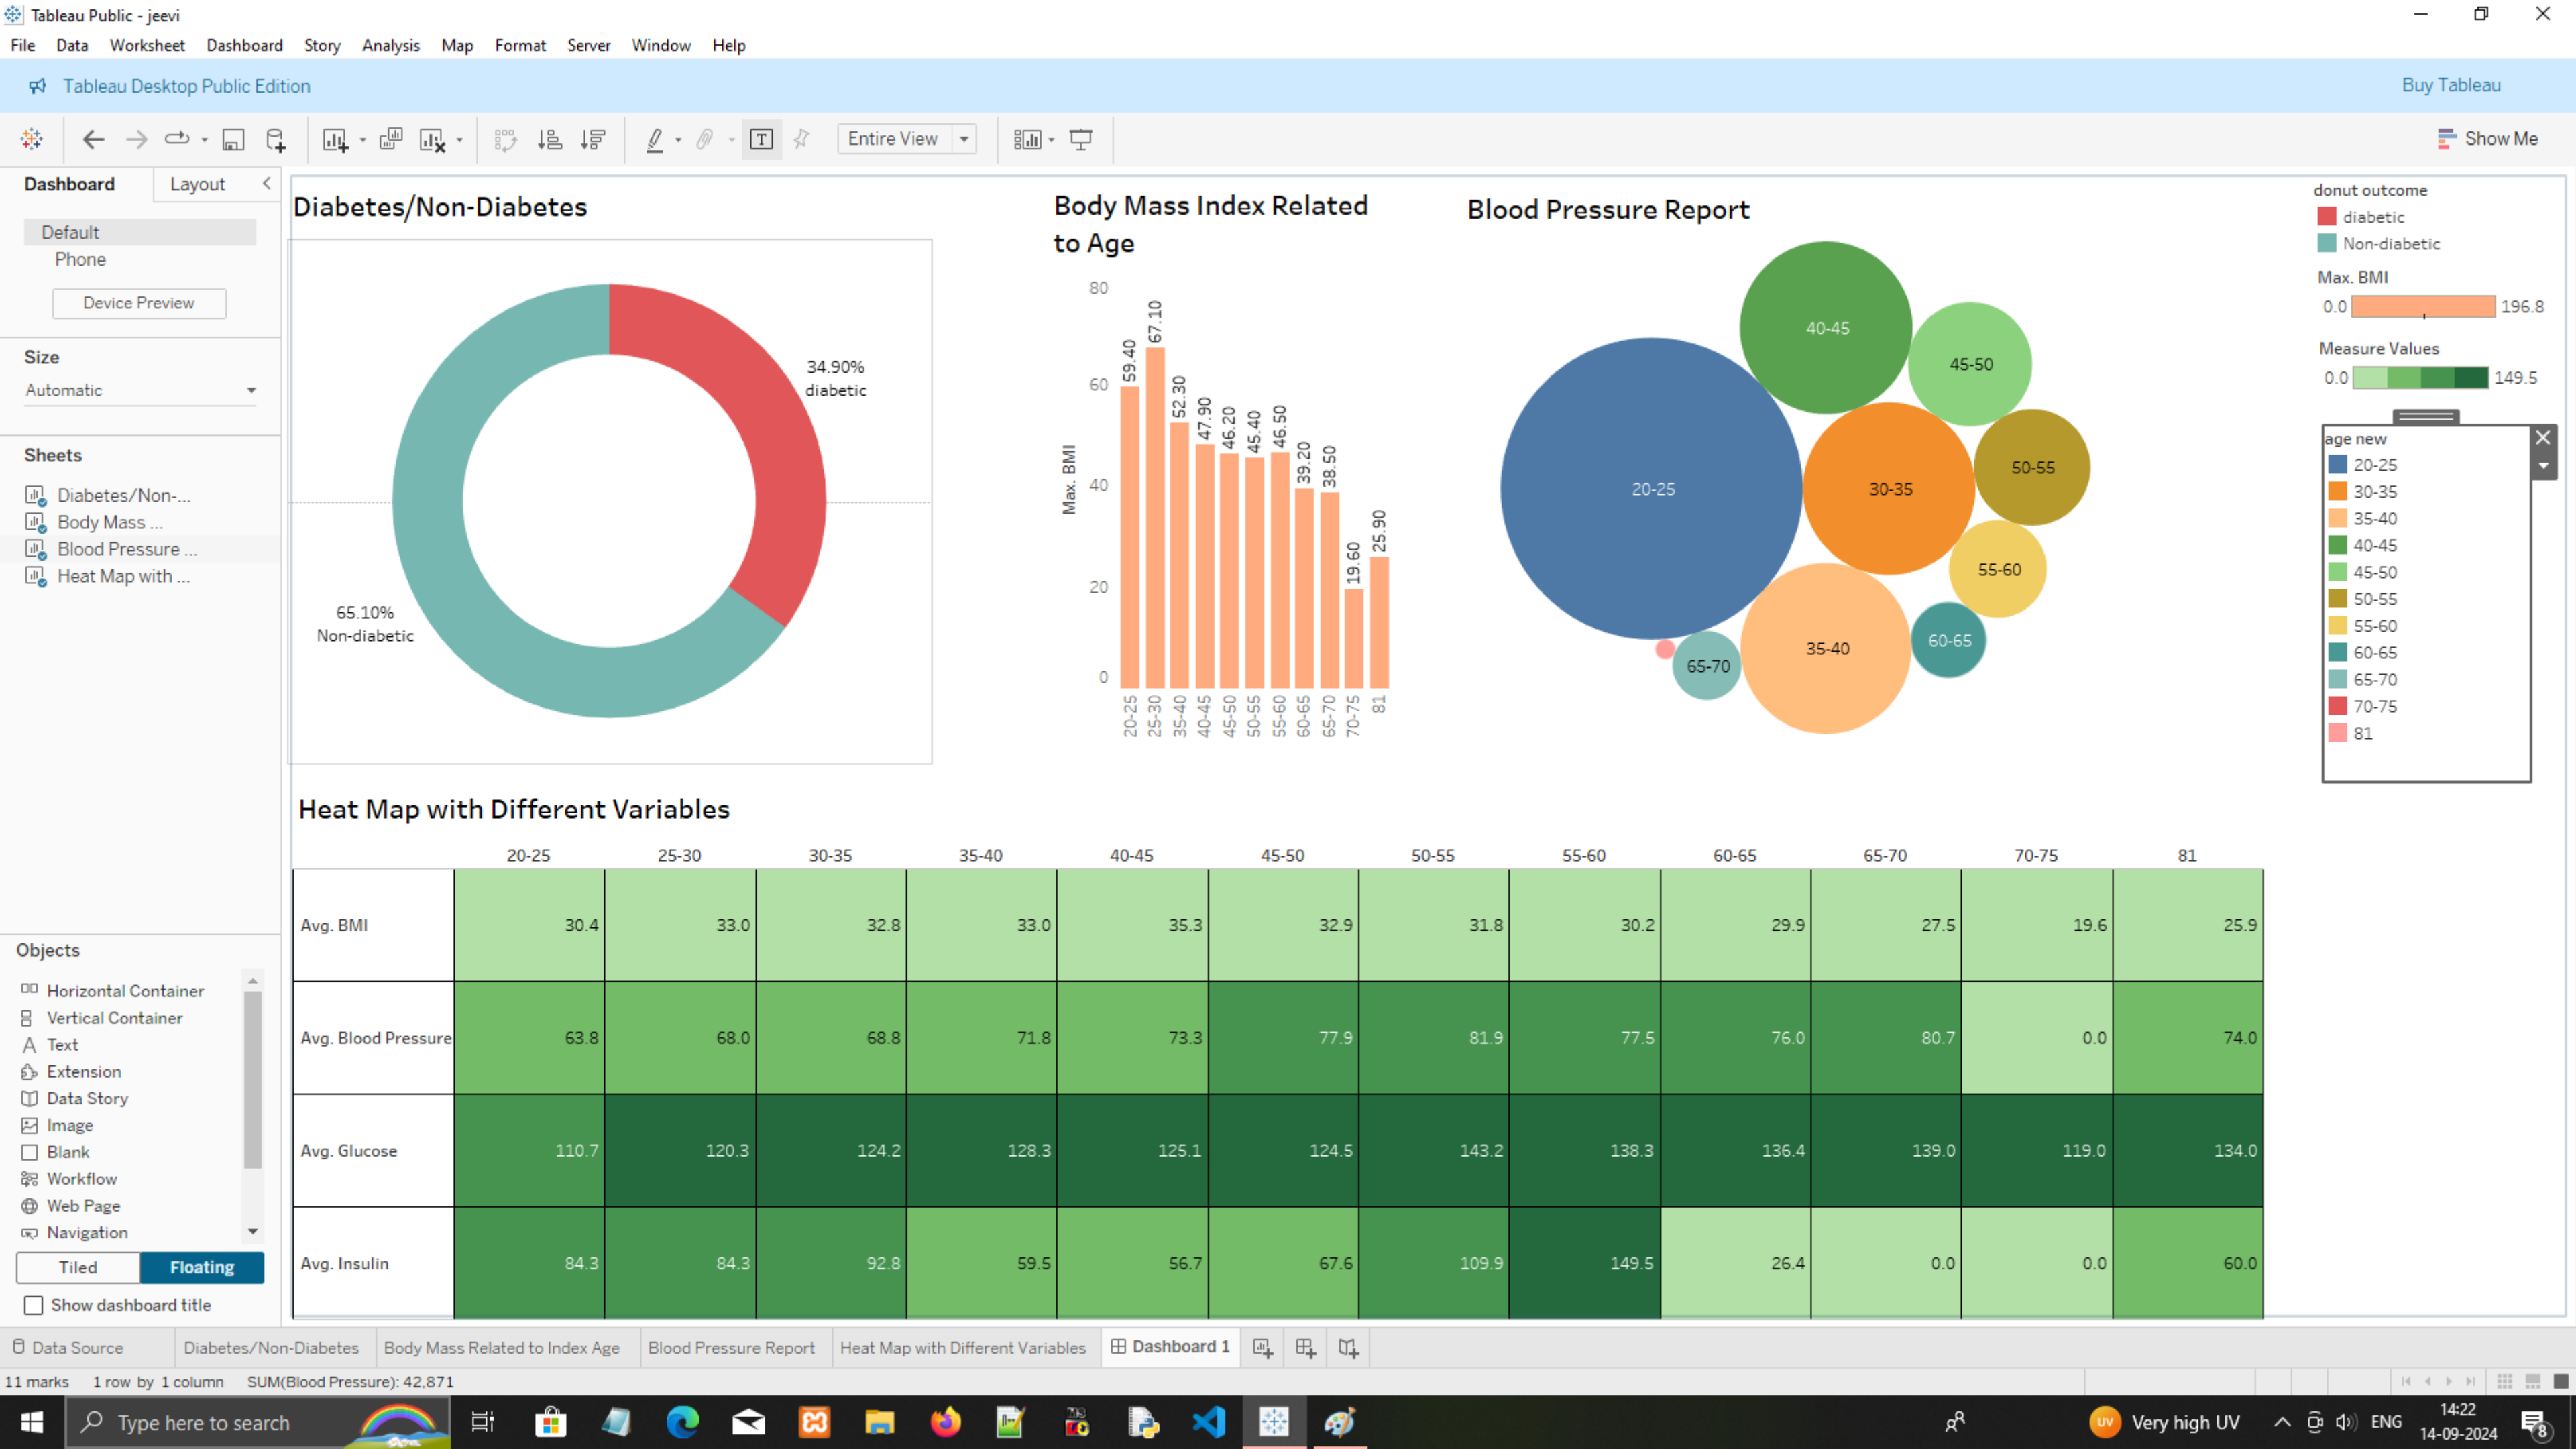 Tableau Public - jeevi
File Data Worksheet Dashboard Story Analysis Map Format Server Window Help
Tableau Desktop Public Edition
Buy Tableau
Entire View
Show Me
Dashboard
Layout
Default
Phone
Device Preview
Size
Automatic
Sheets
Diabetes/Non-...
Body Mass ...
Blood Pressure ...
Heat Map with ...
Objects
Horizontal Container
Vertical Container
Text
Extension
Data Story
Image
Blank
Workflow
Web Page
Navigation
Tiled
Floating
Show dashboard title
Diabetes/Non-Diabetes
34.90%
diabetic
65.10%
Non-diabetic
Body Mass Index Related
to Age
Max. BMI
80
60
40
20
0
59.40
67.10
52.30
47.90
46.20
45.40
46.50
39.20
38.50
19.60
25.90
20-25
25-30
35-40
40-45
45-50
50-55
55-60
60-65
65-70
70-75
81
Blood Pressure Report
40-45
45-50
20-25
30-35
50-55
55-60
60-65
35-40
65-70
donut outcome
diabetic
Non-diabetic
Max. BMI
0.0 196.8
Measure Values
0.0 149.5
age new
20-25
30-35
35-40
40-45
45-50
50-55
55-60
60-65
65-70
70-75
81
Heat Map with Different Variables
20-25 25-30 30-35 35-40 40-45 45-50 50-55 55-60 60-65 65-70 70-75 81
Avg. BMI 30.4 33.0 32.8 33.0 35.3 32.9 31.8 30.2 29.9 27.5 19.6 25.9
Avg. Blood Pressure 63.8 68.0 68.8 71.8 73.3 77.9 81.9 77.5 76.0 80.7 0.0 74.0
Avg. Glucose 110.7 120.3 124.2 128.3 125.1 124.5 143.2 138.3 136.4 139.0 119.0 134.0
Avg. Insulin 84.3 84.3 92.8 59.5 56.7 67.6 109.9 149.5 26.4 0.0 0.0 60.0
Data Source Diabetes/Non-Diabetes Body Mass Related to Index Age Blood Pressure Report Heat Map with Different Variables Dashboard 1
11 marks 1 row by 1 column SUM(Blood Pressure): 42,871
Type here to search
UV
Very high UV
ENG
14:22
14-09-2024
8